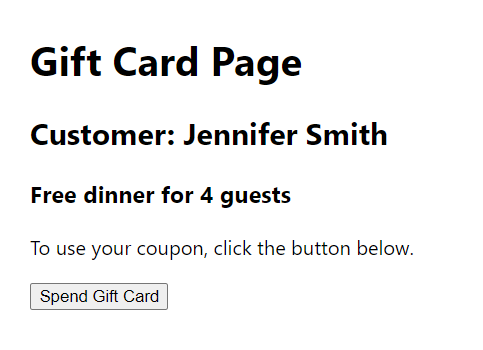 Gift Card Page
Customer: Jennifer Smith
Free dinner for 4 guests
To use your coupon, click the button below.
Spend Gift Card